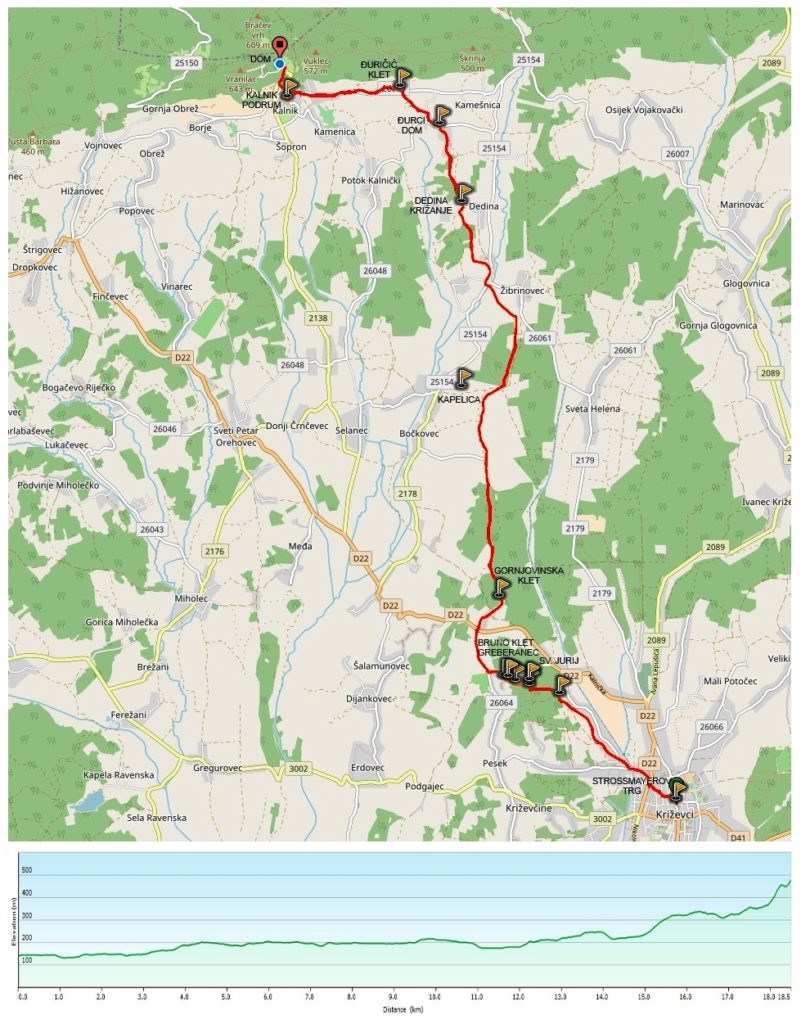 Bračev
vrh
609 m
DOM
25150
Vuklec
572 m
Vranilac
643 m
ĐURIČIĆ
KLET
Škrinja
500 m
25154
2089
KALNIK
PODRUM
Kalnik
Gornja Obrež
Borje
Kamenica
Šopron
ĐURCI
DOM
Kamešnica
Osijek Vojakovački
Pusta Barbara
460 m
Vojnovec
Obrež
25154
26007
Potok Kalnički
Hižanovec
Popovec
DEDINA
KRIŽANJE
Dedina
Marinovac
Štrigovec
Dropkovec
Finčevec
Vinarec
26048
Žibrinovec
Glogovnica
2138
Gornja Glogovnica
D22
25154
26061
26061
26048
2089
Bogačevo Riječko
25154
KAPELICA
Sveta Helena
26046
Sveti Petar
Orehovec
Donji Črnčevec
Selanec
Bočkovec
Lukačevec
2179
Podvinje Miholečko
2178
Ivanec Križe
26043
2179
2176
Međa
D22
2089
GORNJOVINSKA
KLET
Miholec
2179
D22
D22
Gorica Miholečka
BRUNO KLET
GREBERANEC
SV. JURIJ
2089
Brežani
Šalamunovec
D22
Koruška
Veliki
Mali Potočec
Dijankovec
26064
Ferežani
D22
26066
Kapela Ravenska
Gregurovec
3002
Erdovec
Pesek
D22
Podgajec
STROSSMAYEROV
TRG
Sela Ravenska
Križevčine
3002
Križevci
D41
500
400
300
200
100
Elevation (m)
0.0 1.0 2.0 3.0 4.0 5.0 6.0 7.0 8.0 9.0 10.0 11.0 12.0 13.0 14.0 15.0 16.0 17.0 18.0 18.5
Distance (km)